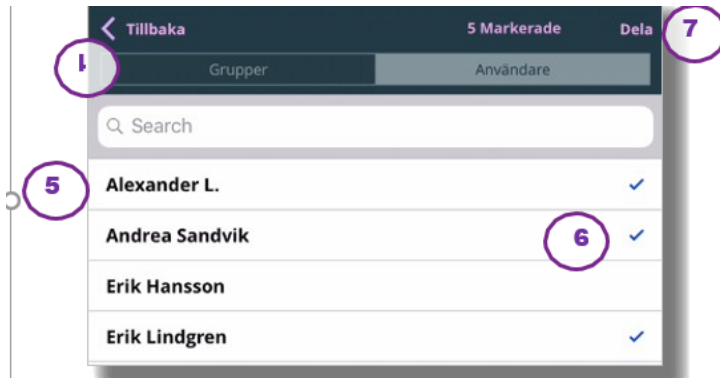 Tillbaka 5 Markerade Dela 7
Grupper Användare
Search
5 Alexander L.
Andrea Sandvik 6
Erik Hansson
Erik Lindgren